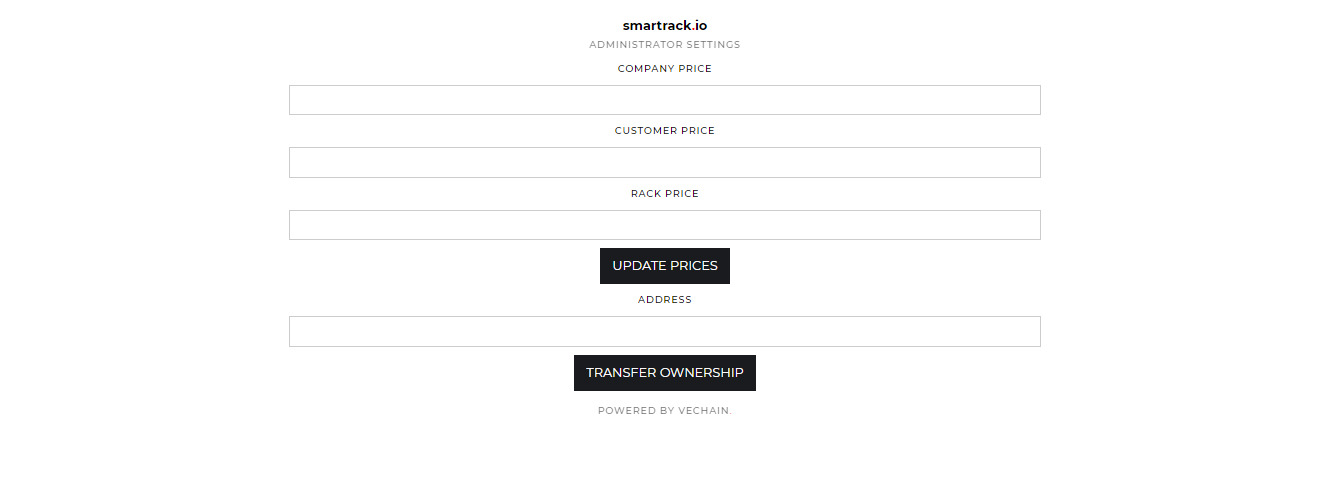 smartrack.io
ADMINISTRATOR SETTINGS
COMPANY PRICE
CUSTOMER PRICE
RACK PRICE
UPDATE PRICES
ADDRESS
TRANSFER OWNERSHIP
POWERED BY VECHAIN.